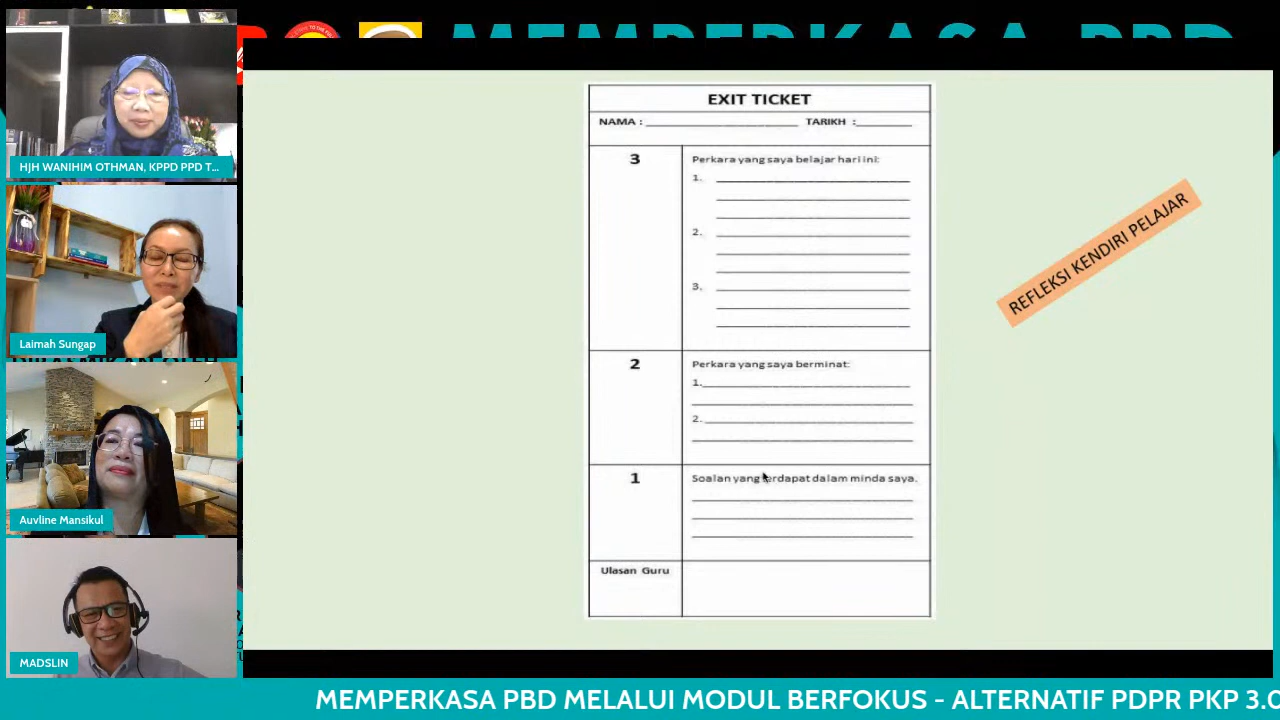 MEMPERKASA PBD
HJH WANIHIM OTHMAN, KPPD PPD T...
Laimah Sungap
Auvline Mansikul
MADSLIN
EXIT TICKET
NAMA : TARIKH :
3
Perkara yang saya belajar hari ini:
1.
2.
3.
2
Perkara yang saya berminat:
1.
2.
1
Soalan yang terdapat dalam minda saya.
Ulasan Guru
REFLEKSI KENDIRI PELAJAR
MEMPERKASA PBD MELALUI MODUL BERFOKUS - ALTERNATIF PDPR PKP 3.0